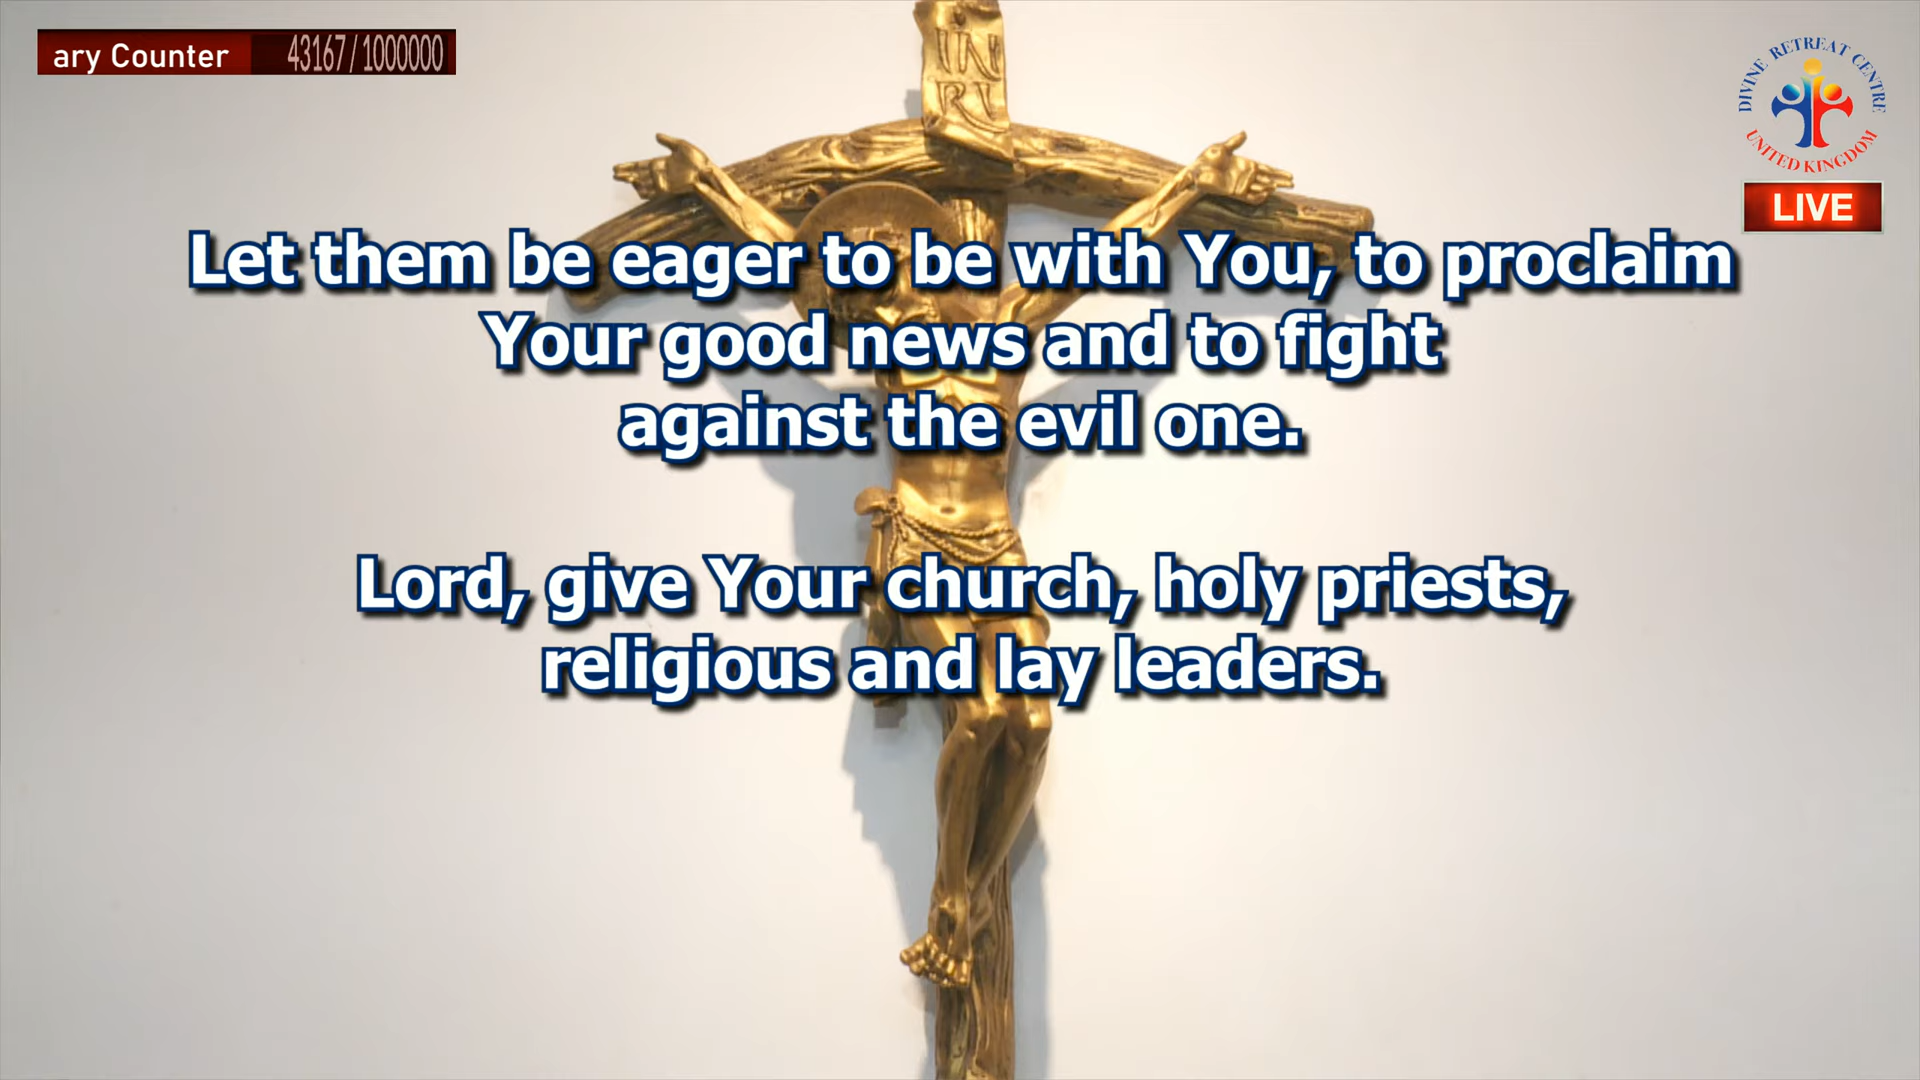 ary Counter 43167/1000000
IN
RI
DIVINE RETREAT CENTRE
UNITED KINGDOM
LIVE
Let them be eager to be with You, to proclaim
Your good news and to fight
against the evil one.
Lord, give Your church, holy priests,
religious and lay leaders.